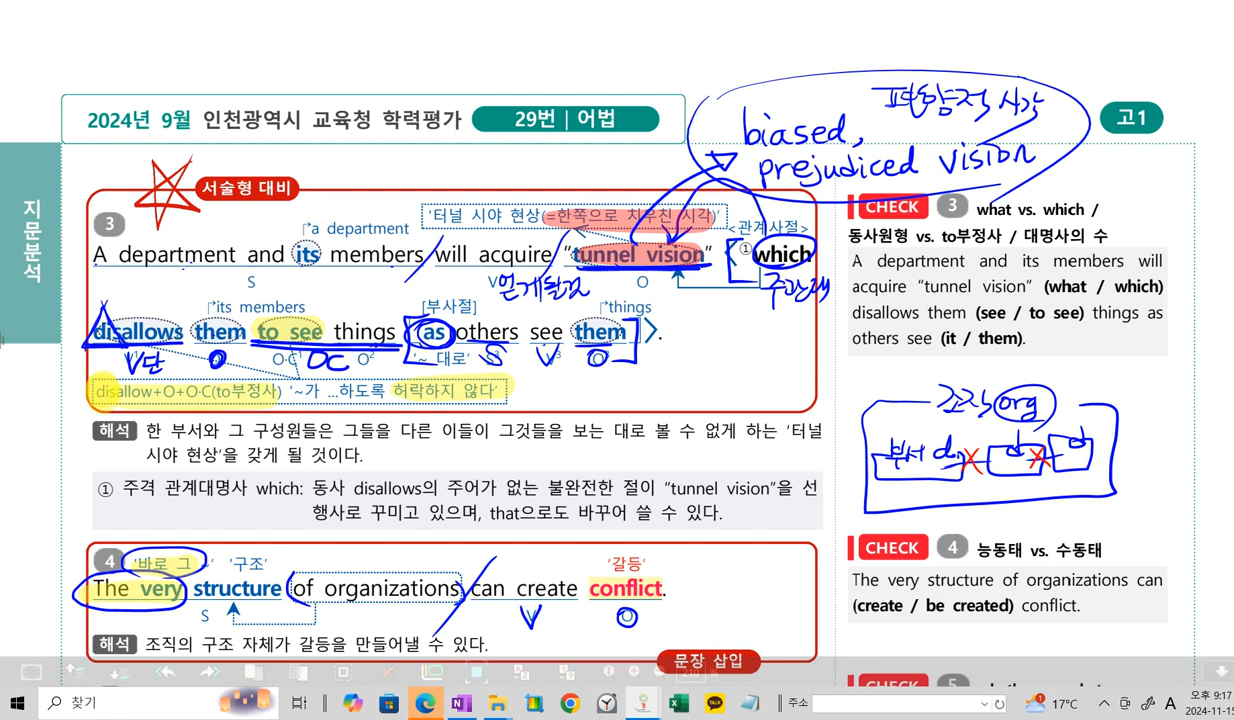 편향적 시각
biased,
prejudiced vision
2024년 9월 인천광역시 교육청 학력평가 29번 | 어법
고1
지문분석
서술형 대비
3
'터널 시야 현상(=한쪽으로 치우친 시각)'
a department
<관계사절>
A department and its members will acquire “tunnel vision” ①which
S V 얻게될것 O 주관대
its members [부사절] things
disallows them to see things as others see them.
V단 O OC '~ 대로' S V O
disallow+O+O·C(to부정사) '~가 …하도록 허락하지 않다'
해석 한 부서와 그 구성원들은 그들을 다른 이들이 그것들을 보는 대로 볼 수 없게 하는 '터널
시야 현상'을 갖게 될 것이다.
① 주격 관계대명사 which: 동사 disallows의 주어가 없는 불완전한 절이 “tunnel vision”을 선
행사로 꾸미고 있으며, that으로도 바꾸어 쓸 수 있다.
4 '바로 그 ~' '구조' '갈등'
The very structure of organizations can create conflict.
S V O
해석 조직의 구조 자체가 갈등을 만들어낼 수 있다.
문장 삽입
CHECK 3 what vs. which /
동사원형 vs. to부정사 / 대명사의 수
A department and its members will
acquire “tunnel vision” (what / which)
disallows them (see / to see) things as
others see (it / them).
조직 org
부서 d d d
CHECK 4 능동태 vs. 수동태
The very structure of organizations can
(create / be created) conflict.
CHECK 5
찾기
주소
17°C
A
오후 9:17
2024-11-15